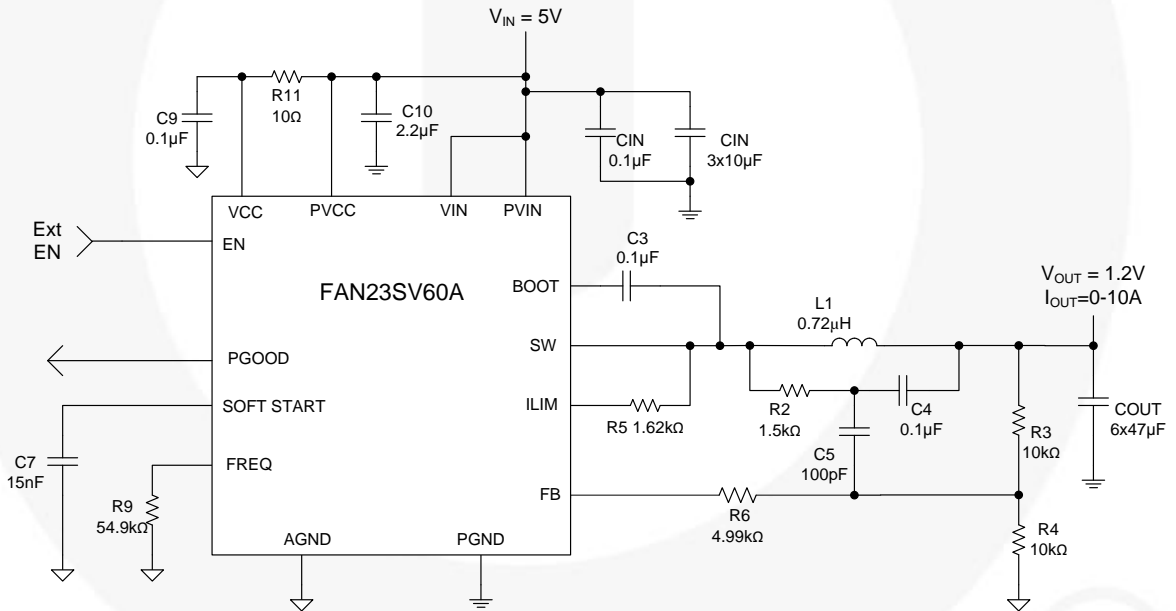 VIN = 5V
R11
10Ω
C9
0.1µF
C10
2.2µF
CIN
0.1µF
CIN
3x10µF
VCC
PVCC
VIN
PVIN
Ext
EN
EN
C3
0.1µF
FAN23SV60A
BOOT
VOUT = 1.2V
IOUT=0-10A
L1
0.72µH
SW
PGOOD
SOFT START
ILIM
R5 1.62kΩ
R2
1.5kΩ
C4
0.1µF
COUT
6x47µF
R3
10kΩ
C5
100pF
C7
15nF
FREQ
FB
R9
54.9kΩ
R6
4.99kΩ
R4
10kΩ
AGND
PGND